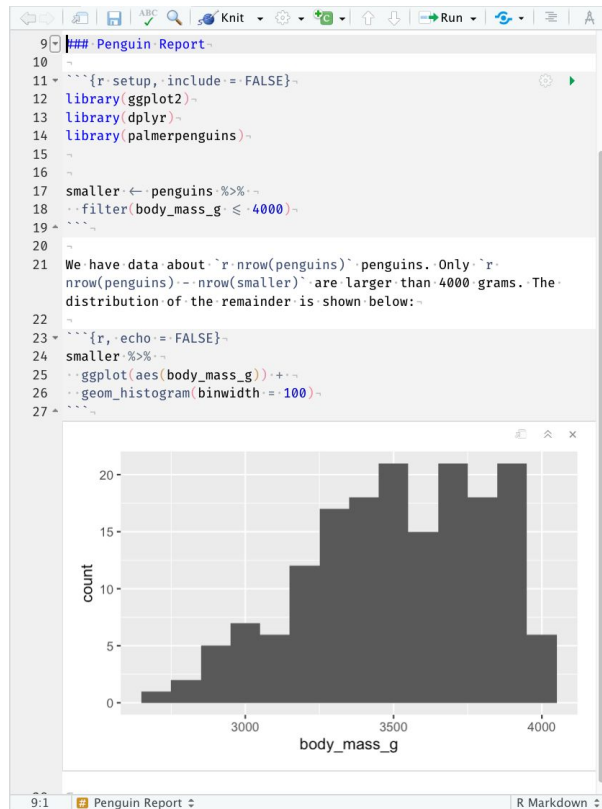 ABC Knit Run A
9 ### Penguin Report
10
11 ```{r setup, include = FALSE}
12 library(ggplot2)
13 library(dplyr)
14 library(palmerpenguins)
15
16
17 smaller ← penguins %>%
18   filter(body_mass_g ⩽ 4000)
19 ```
20
21 We have data about `r nrow(penguins)` penguins. Only `r
nrow(penguins) - nrow(smaller)` are larger than 4000 grams. The
distribution of the remainder is shown below:
22
23 ```{r, echo = FALSE}
24 smaller %>%
25   ggplot(aes(body_mass_g)) +
26   geom_histogram(binwidth = 100)
27 ```
20
15
count
10
5
0
3000 3500 4000
body_mass_g
9:1 # Penguin Report R Markdown